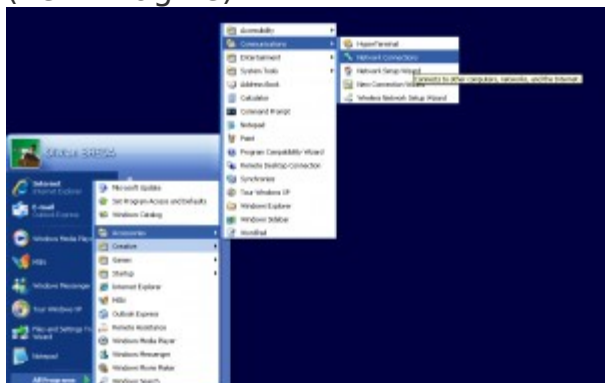 Accessibility
Communications
Entertainment
System Tools
Address Book
Calculator
Command Prompt
Notepad
Paint
Program Compatibility Wizard
Remote Desktop Connection
Synchronize
Tour Windows XP
Windows Explorer
Windows Sidebar
WordPad
HyperTerminal
Network Connections
Network Setup Wizard
Connects to other computers, networks, and the Internet.
New Connection Wizard
Wireless Network Setup Wizard
Internet
Internet Explorer
E-mail
Outlook Express
Windows Media Play
MSN
Windows Messenger
Tour Windows XP
Files and Settings Tr
Wizard
Notepad
All Programs
Microsoft Update
Set Program Access and Defaults
Windows Catalog
Accessories
Creative
Games
Startup
Internet Explorer
MSN
Outlook Express
Remote Assistance
Windows Media Player
Windows Messenger
Windows Movie Maker
Windows Search